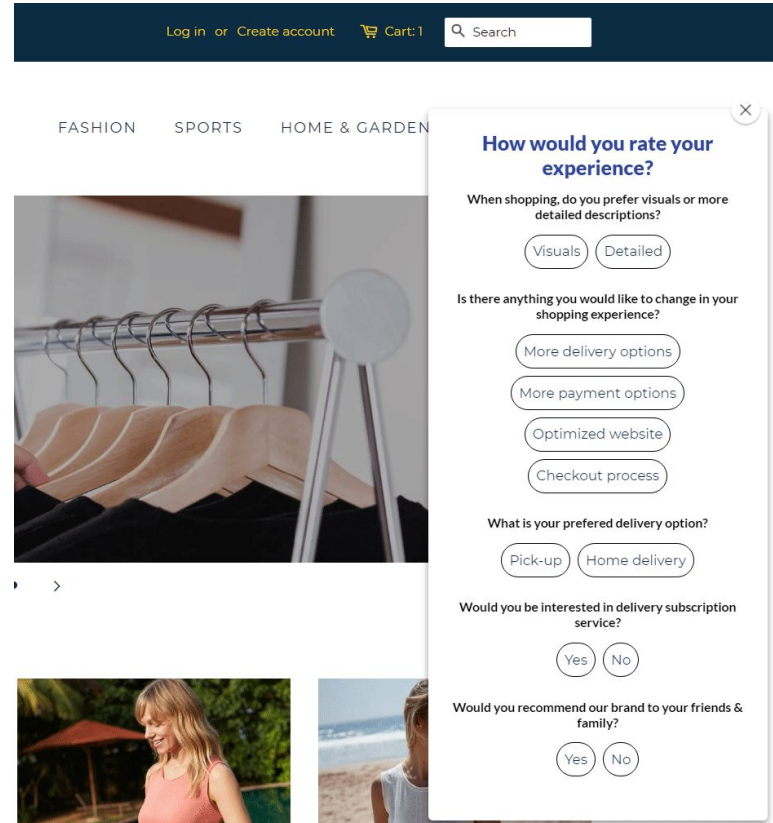 Log in or Create account Cart: 1 Search
FASHION SPORTS HOME & GARDEN
How would you rate your
experience?
When shopping, do you prefer visuals or more
detailed descriptions?
Visuals Detailed
Is there anything you would like to change in your
shopping experience?
More delivery options
More payment options
Optimized website
Checkout process
What is your prefered delivery option?
Pick-up Home delivery
Would you be interested in delivery subscription
service?
Yes No
Would you recommend our brand to your friends &
family?
Yes No